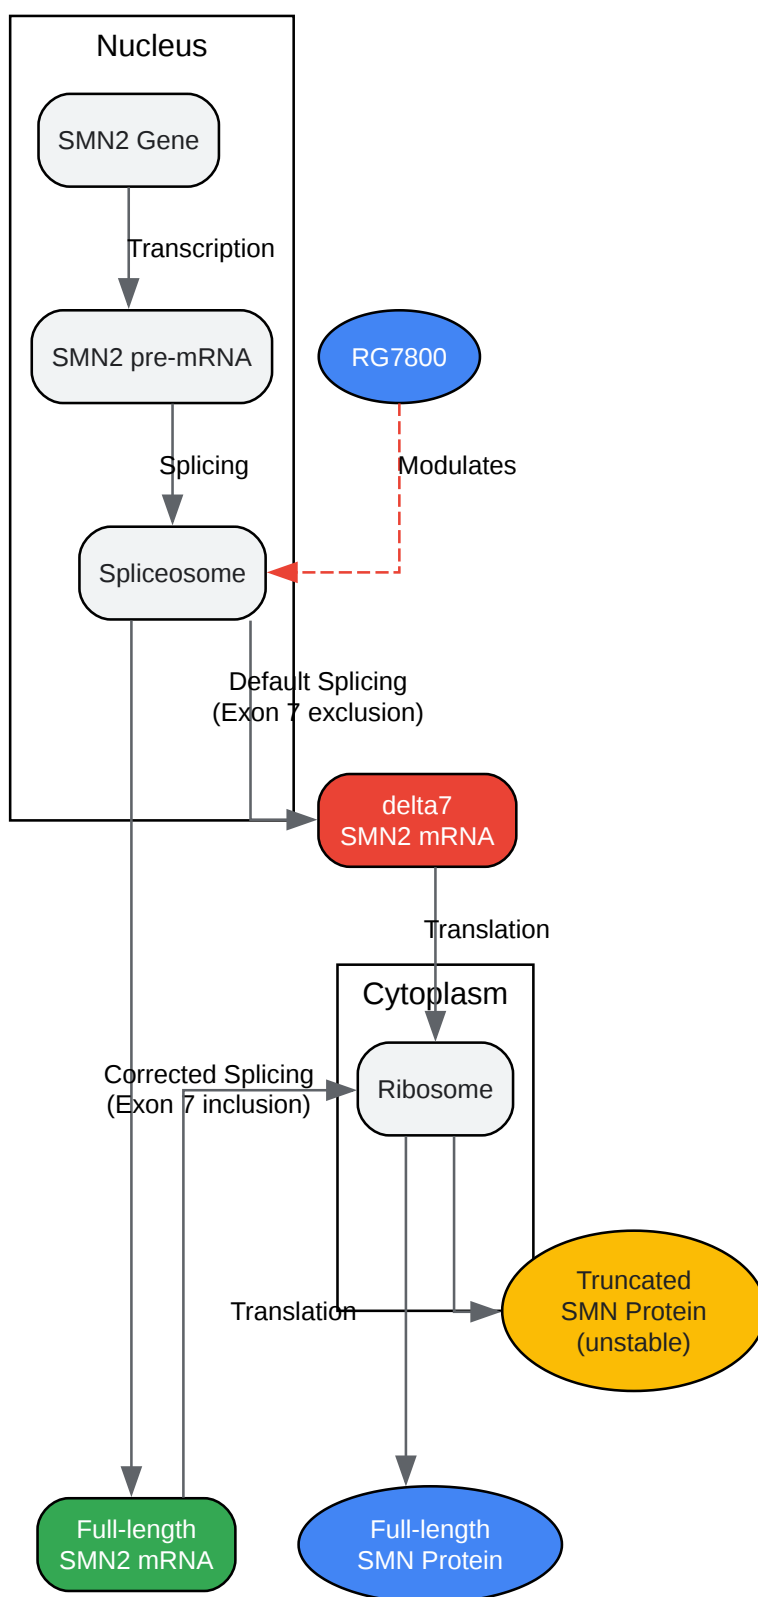 Nucleus
SMN2 Gene
Transcription
SMN2 pre-mRNA
RG7800
Splicing
Modulates
Spliceosome
Default Splicing
(Exon 7 exclusion)
delta7
SMN2 mRNA
Translation
Cytoplasm
Corrected Splicing
(Exon 7 inclusion)
Ribosome
Translation
Truncated
SMN Protein
(unstable)
Full-length
SMN2 mRNA
Full-length
SMN Protein